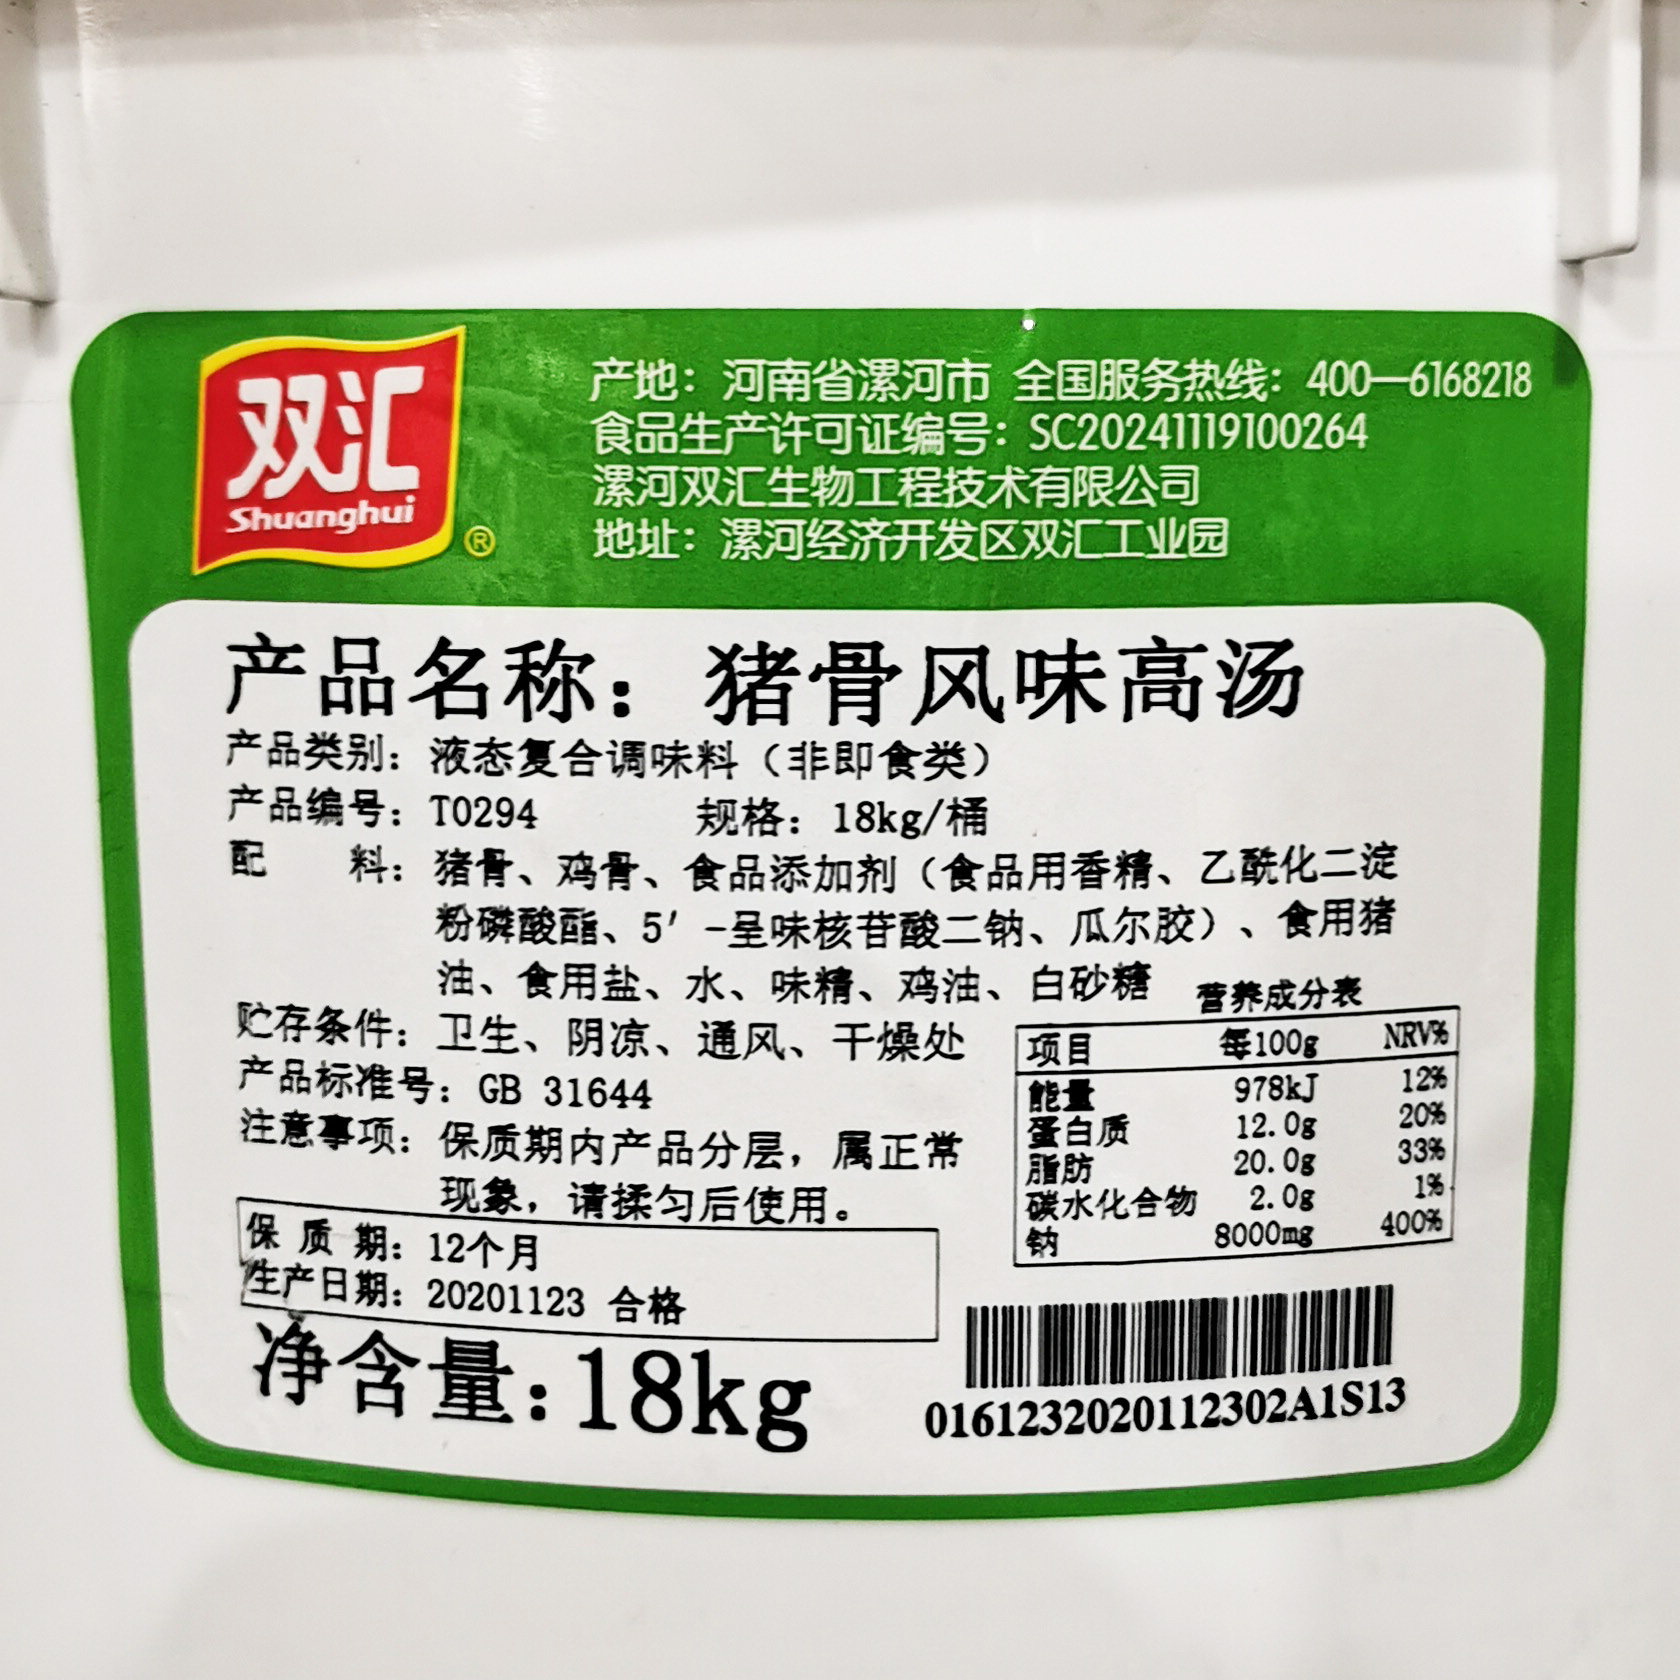 双汇
Shuanghui
®
产地：河南省漯河市 全国服务热线：400—6168218
食品生产许可证编号：SC20241119100264
漯河双汇生物工程技术有限公司
地址：漯河经济开发区双汇工业园
产品名称：猪骨风味高汤
产品类别：液态复合调味料（非即食类）
产品编号：T0294 规格：18kg/桶
配 料：猪骨、鸡骨、食品添加剂（食品用香精、乙酰化二淀
粉磷酸酯、5′-呈味核苷酸二钠、瓜尔胶）、食用猪
油、食用盐、水、味精、鸡油、白砂糖
贮存条件：卫生、阴凉、通风、干燥处
产品标准号：GB 31644
注意事项：保质期内产品分层，属正常
现象，请揉匀后使用。
保 质 期：12个月
生产日期：20201123 合格
净含量：18kg
营养成分表
项目 每100g NRV%
能量 978kJ 12%
蛋白质 12.0g 20%
脂肪 20.0g 33%
碳水化合物 2.0g 1%
钠 8000mg 400%
0161232020112302A1S13